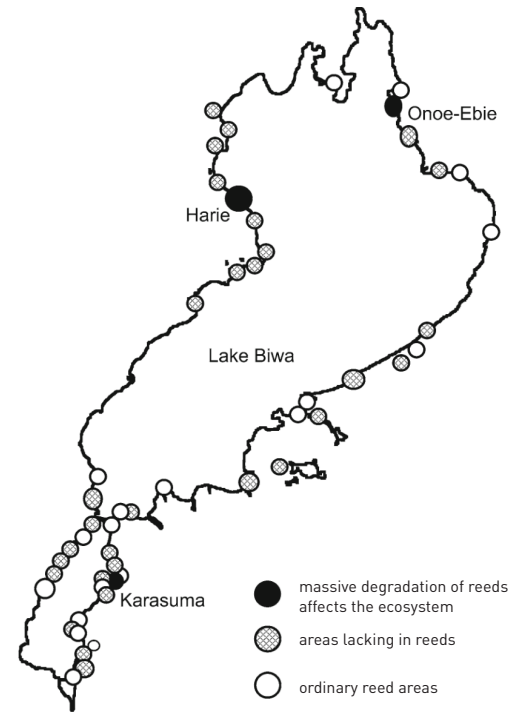 Onoe-Ebie
Harie
Lake Biwa
Karasuma
massive degradation of reeds
affects the ecosystem
areas lacking in reeds
ordinary reed areas